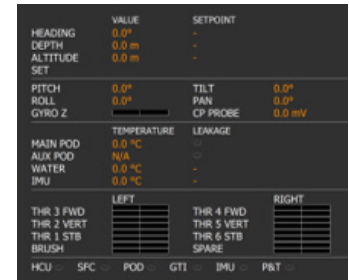 VALUE SETPOINT
HEADING 0.0° -
DEPTH 0.0 m -
ALTITUDE 0.0 m -
SET
PITCH 0.0° TILT 0.0°
ROLL 0.0° PAN 0.0°
GYRO Z CP PROBE 0.0 mV
TEMPERATURE LEAKAGE
MAIN POD 0.0 °C
AUX POD N/A
WATER 0.0 °C -
IMU 0.0 °C -
LEFT RIGHT
THR 3 FWD THR 4 FWD
THR 2 VERT THR 5 VERT
THR 1 STB THR 6 STB
BRUSH SPARE
HCU SFC POD GTI IMU P&T